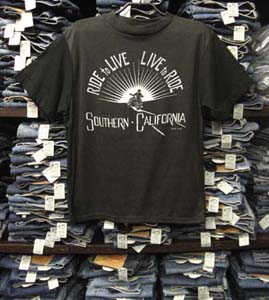 RIDE to LIVE LIVE to RIDE
SOUTHERN • CALIFORNIA